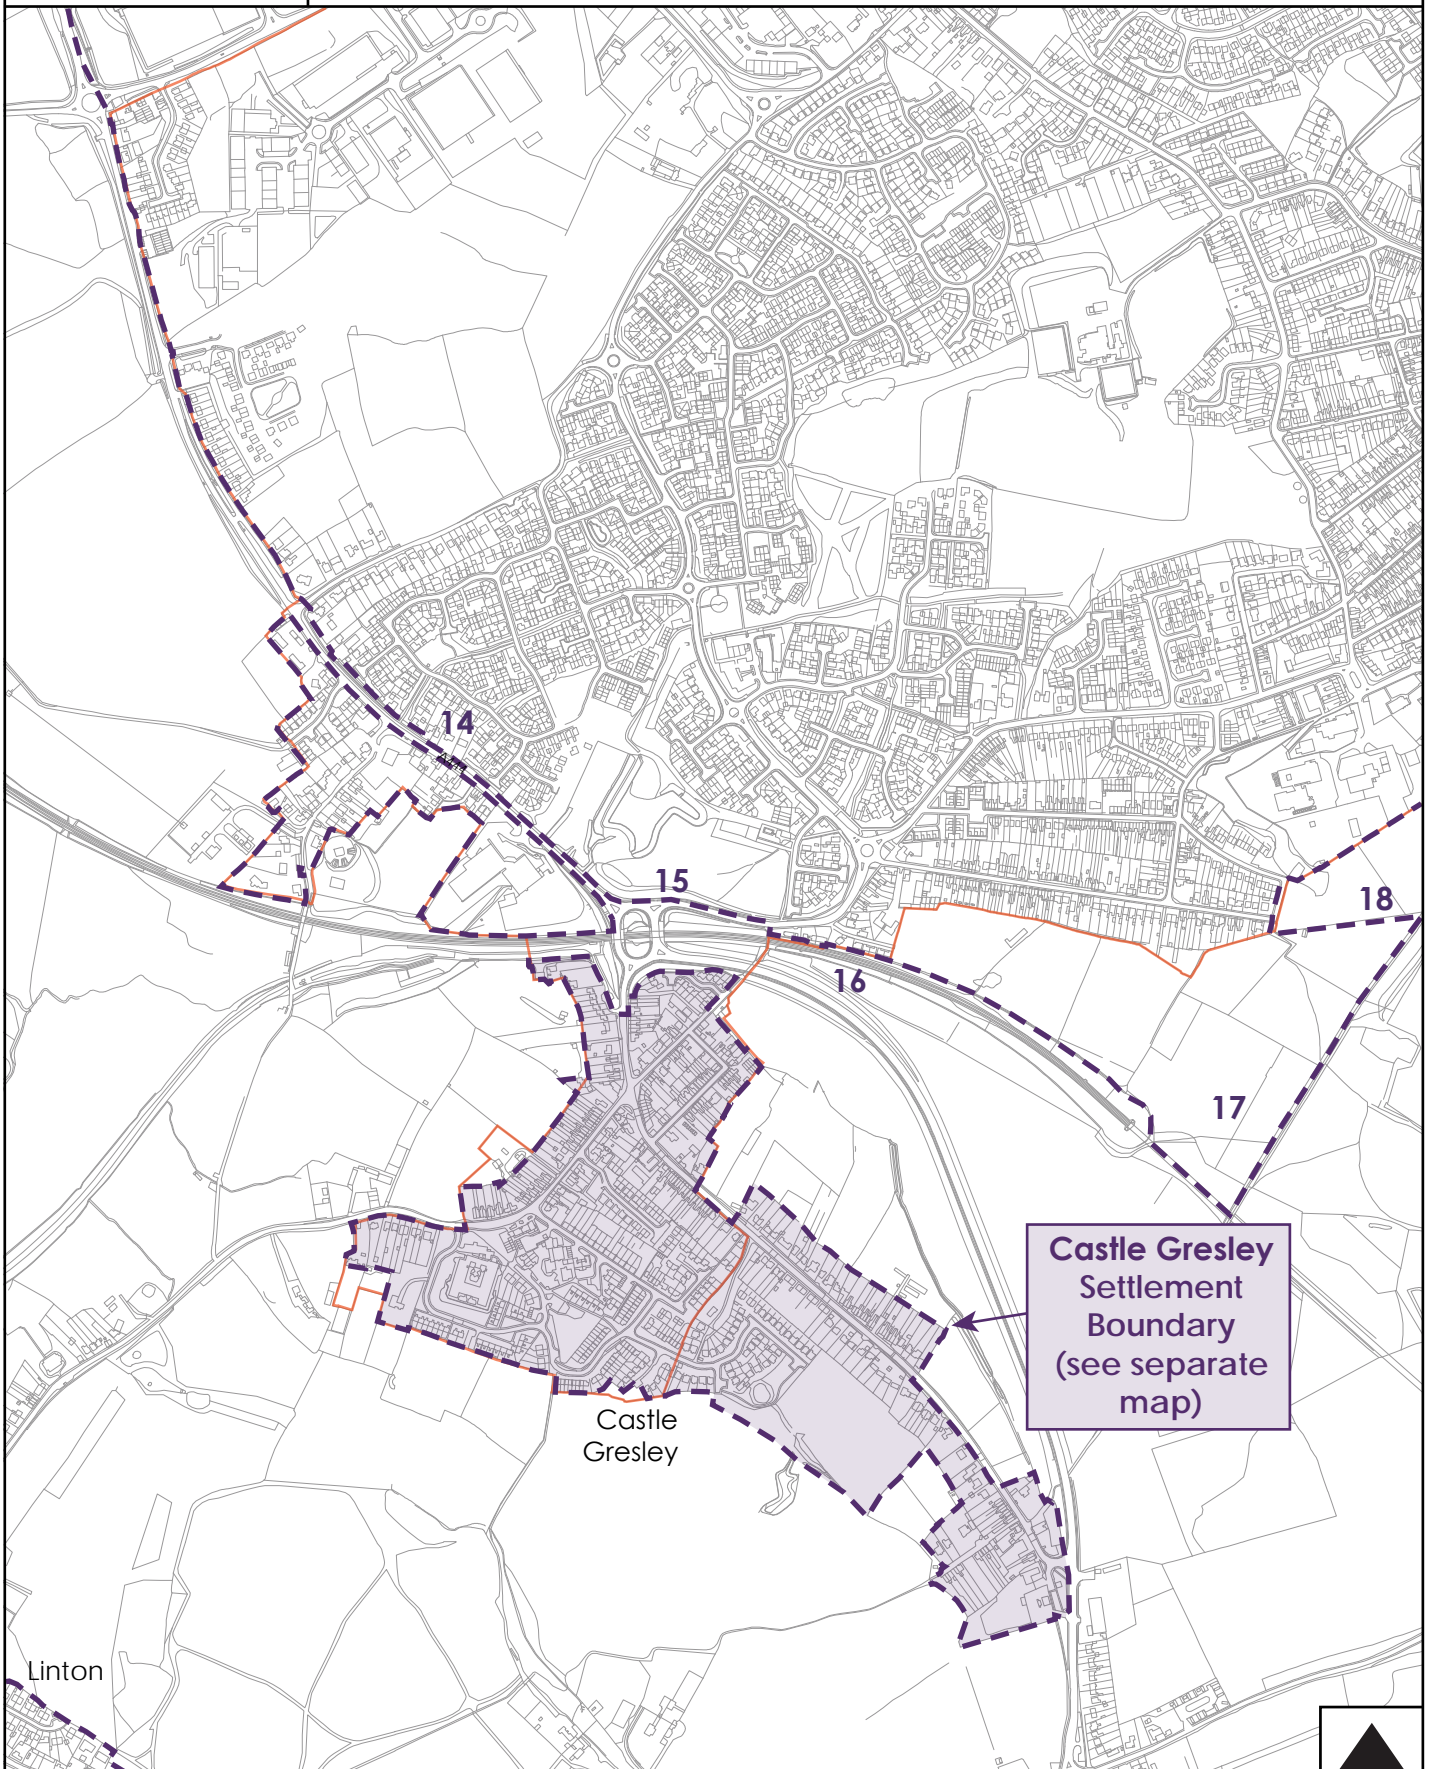 14
15
18
16
17
Castle Gresley
Settlement
Boundary
(see separate
map)
Castle
Gresley
Linton